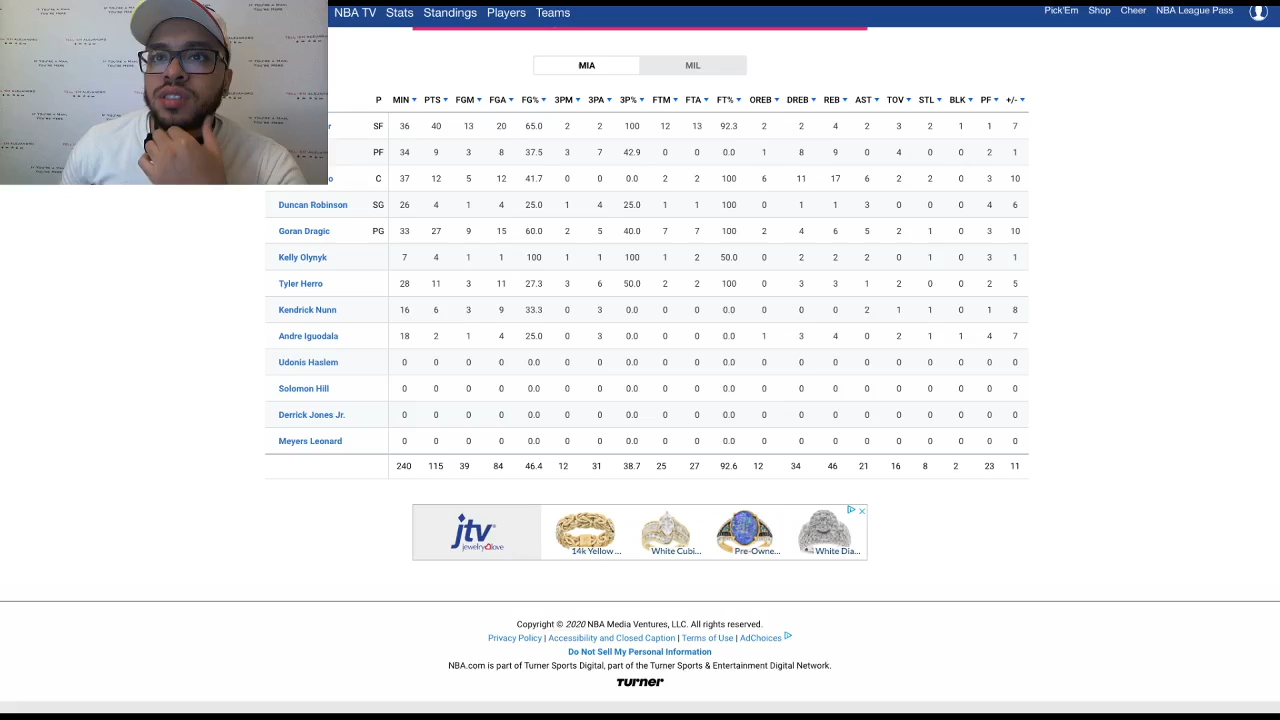 NBA TV Stats Standings Players Teams Pick'Em Shop Cheer NBA League Pass
MIA MIL
P MIN PTS FGM FGA FG% 3PM 3PA 3P% FTM FTA FT% OREB DREB REB AST TOV STL BLK PF +/-
r SF 36 40 13 20 65.0 2 2 100 12 13 92.3 2 2 4 2 3 2 1 1 7
PF 34 9 3 8 37.5 3 7 42.9 0 0 0.0 1 8 9 0 4 0 0 2 1
o C 37 12 5 12 41.7 0 0 0.0 2 2 100 6 11 17 6 2 2 0 3 10
Duncan Robinson SG 26 4 1 4 25.0 1 4 25.0 1 1 100 0 1 1 3 0 0 0 4 6
Goran Dragic PG 33 27 9 15 60.0 2 5 40.0 7 7 100 2 4 6 5 2 1 0 3 10
Kelly Olynyk 7 4 1 1 100 1 1 100 1 2 50.0 0 2 2 2 0 1 0 3 1
Tyler Herro 28 11 3 11 27.3 3 6 50.0 2 2 100 0 3 3 1 2 0 0 2 5
Kendrick Nunn 16 6 3 9 33.3 0 3 0.0 0 0 0.0 0 0 0 2 1 1 0 1 8
Andre Iguodala 18 2 1 4 25.0 0 3 0.0 0 0 0.0 1 3 4 0 2 1 1 4 7
Udonis Haslem 0 0 0 0 0.0 0 0 0.0 0 0 0.0 0 0 0 0 0 0 0 0 0
Solomon Hill 0 0 0 0 0.0 0 0 0.0 0 0 0.0 0 0 0 0 0 0 0 0 0
Derrick Jones Jr. 0 0 0 0 0.0 0 0 0.0 0 0 0.0 0 0 0 0 0 0 0 0 0
Meyers Leonard 0 0 0 0 0.0 0 0 0.0 0 0 0.0 0 0 0 0 0 0 0 0 0
240 115 39 84 46.4 12 31 38.7 25 27 92.6 12 34 46 21 16 8 2 23 11
jtv
jewelry love
14k Yellow ... White Cubi... Pre-Owne... White Dia...
Copyright © 2020 NBA Media Ventures, LLC. All rights reserved.
Privacy Policy | Accessibility and Closed Caption | Terms of Use | AdChoices
Do Not Sell My Personal Information
NBA.com is part of Turner Sports Digital, part of the Turner Sports & Entertainment Digital Network.
turner